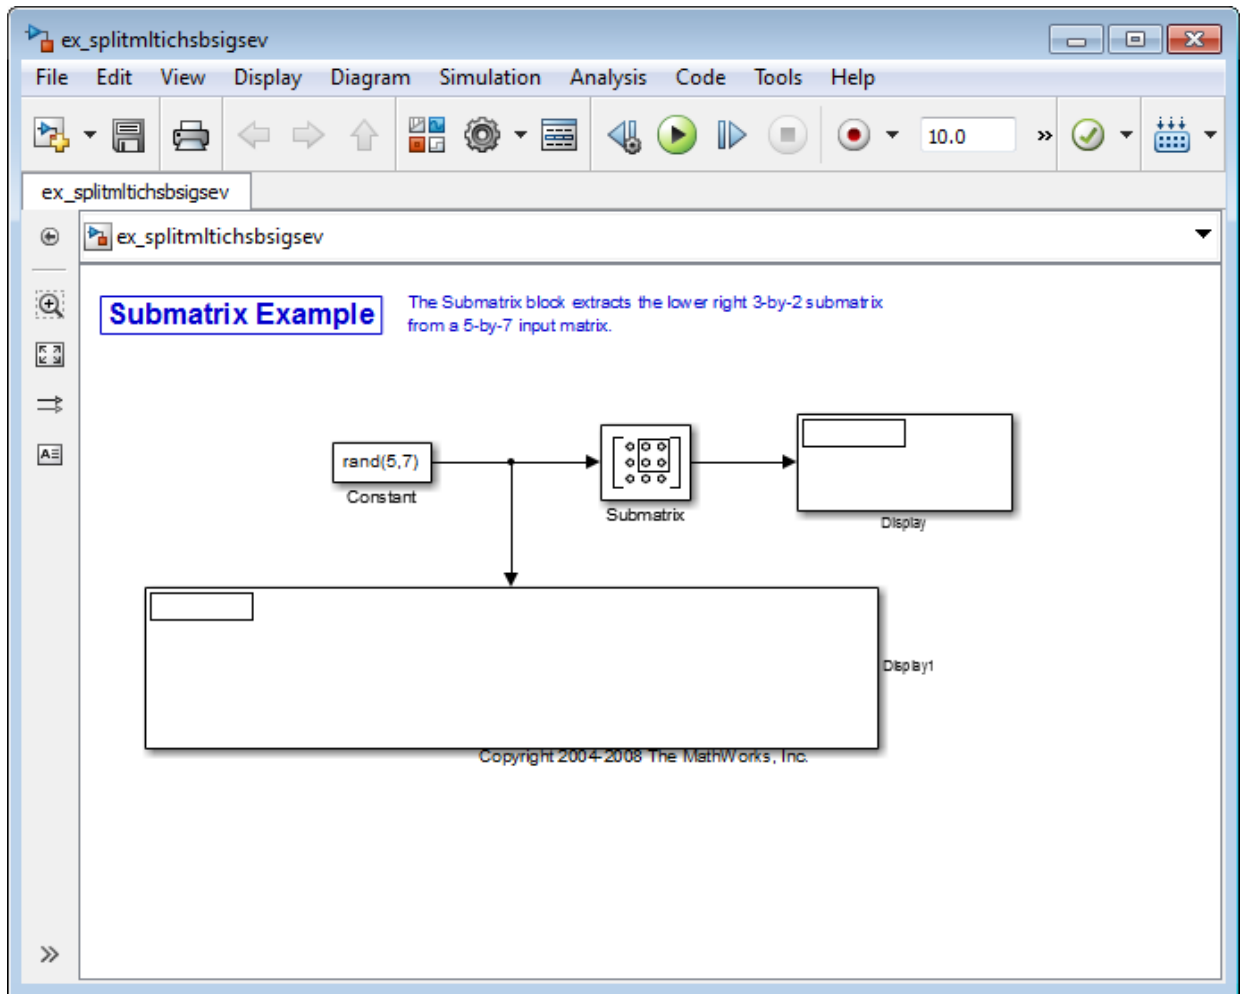 ex_splitmltichsbsigsev
File Edit View Display Diagram Simulation Analysis Code Tools Help
10.0 »
ex_splitmltichsbsigsev
ex_splitmltichsbsigsev
Submatrix Example
The Submatrix block extracts the lower right 3-by-2 submatrix
from a 5-by-7 input matrix.
rand(5,7)
Constant
Submatrix
Display
Display1
Copyright 2004-2008 The MathWorks, Inc.